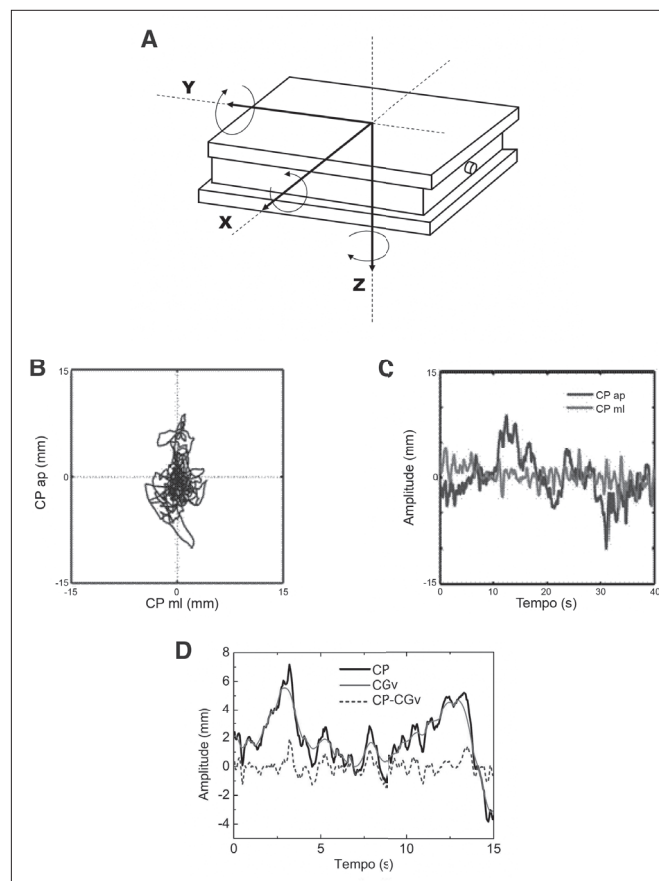 A
Y
X
Z
B
15
CP ap (mm)
0
-15
-15
0
15
CP ml (mm)
C
15
CP ap
CP ml
Amplitude (mm)
0
-15
0
10
20
30
40
Tempo (s)
D
8
CP
CGv
CP-CGv
6
4
2
0
-2
-4
Amplitude (mm)
0
5
10
15
Tempo (s)